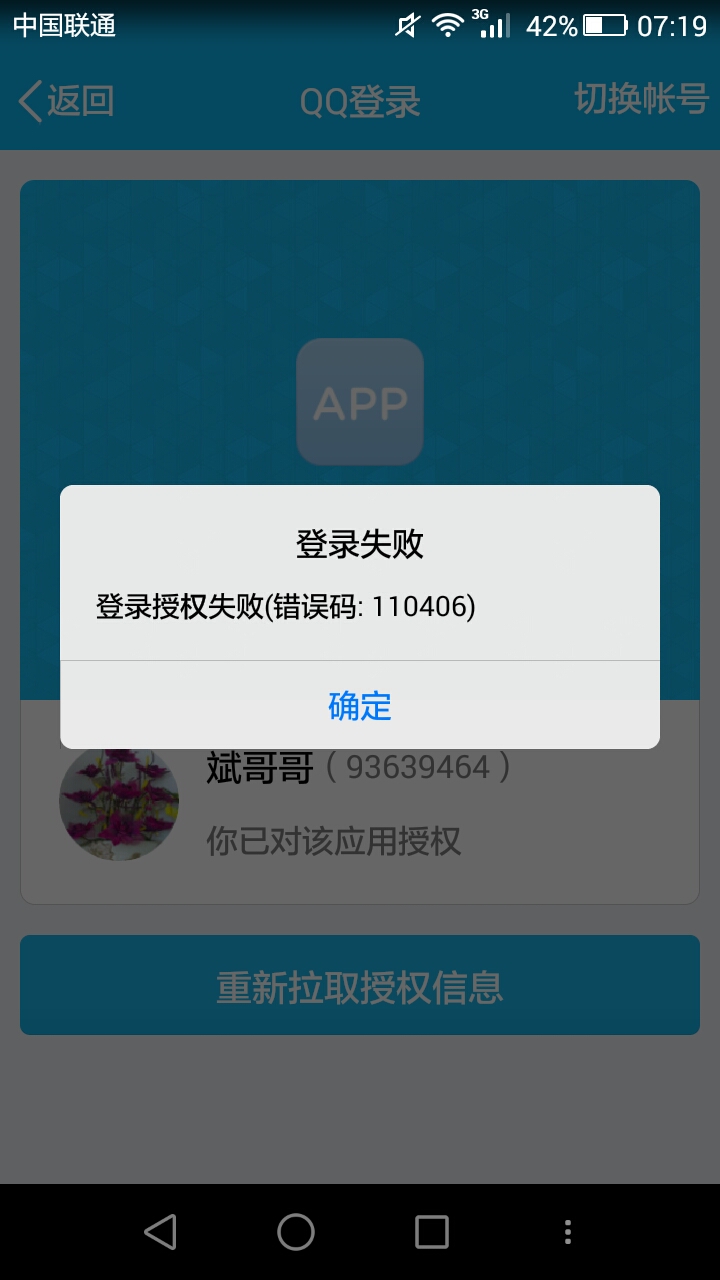 中国联通 3G 42% 07:19
返回 QQ登录 切换帐号
APP
登录失败
登录授权失败(错误码: 110406)
确定
斌哥哥（93639464）
你已对该应用授权
重新拉取授权信息